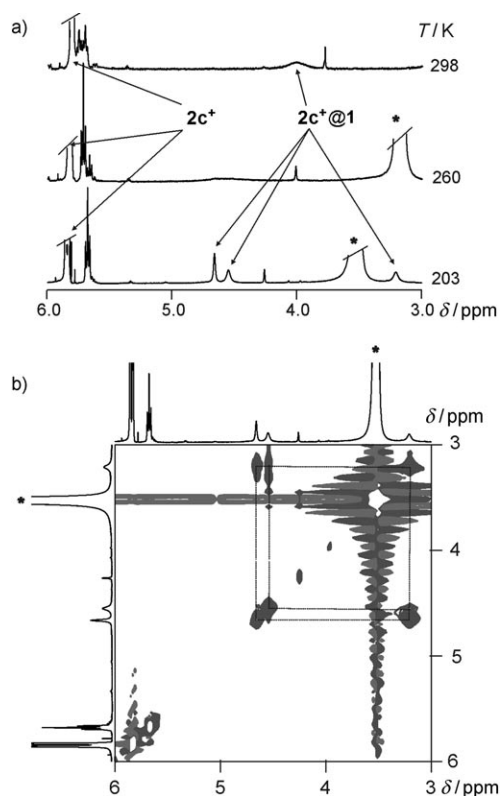 a)
T / K
298
2c⁺
2c⁺@1
*
260
*
203
6.0 5.0 4.0 3.0
δ / ppm
b)
*
δ / ppm
3
*
4
5
6
6 5 4 3
δ / ppm